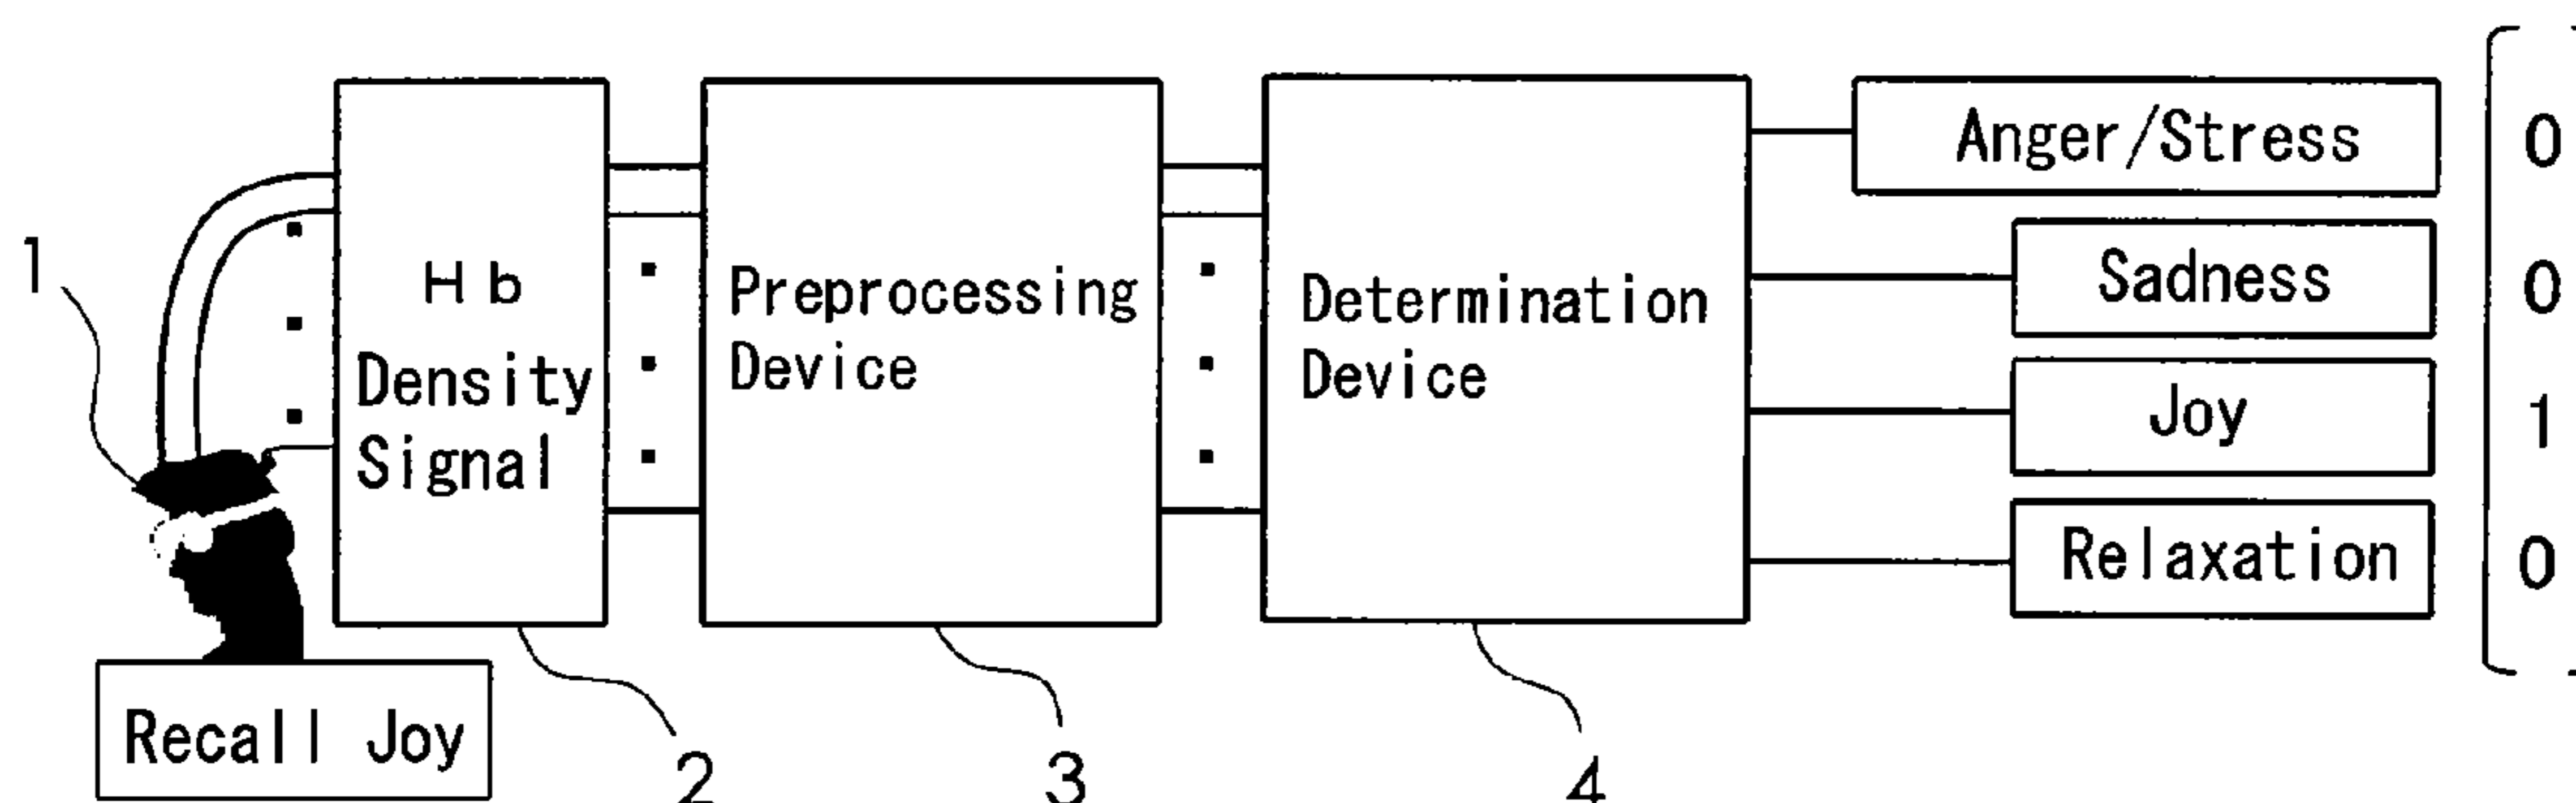 1
Hb
Density
Signal
Preprocessing
Device
Determination
Device
Anger/Stress
Sadness
Joy
Relaxation
0
0
1
0
Recall Joy
2
3
4